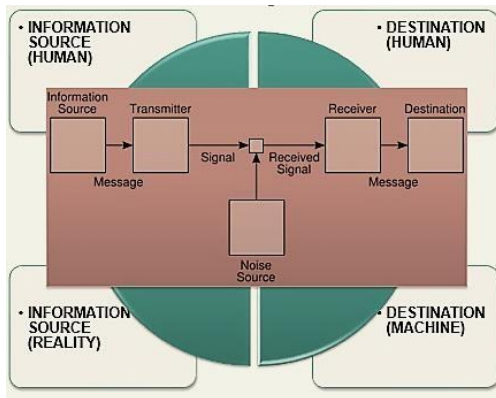 • INFORMATION
SOURCE
(HUMAN)
• DESTINATION
(HUMAN)
Information
Source
Transmitter
Receiver
Destination
Signal
Received
Signal
Message
Message
Noise
Source
• INFORMATION
SOURCE
(REALITY)
• DESTINATION
(MACHINE)